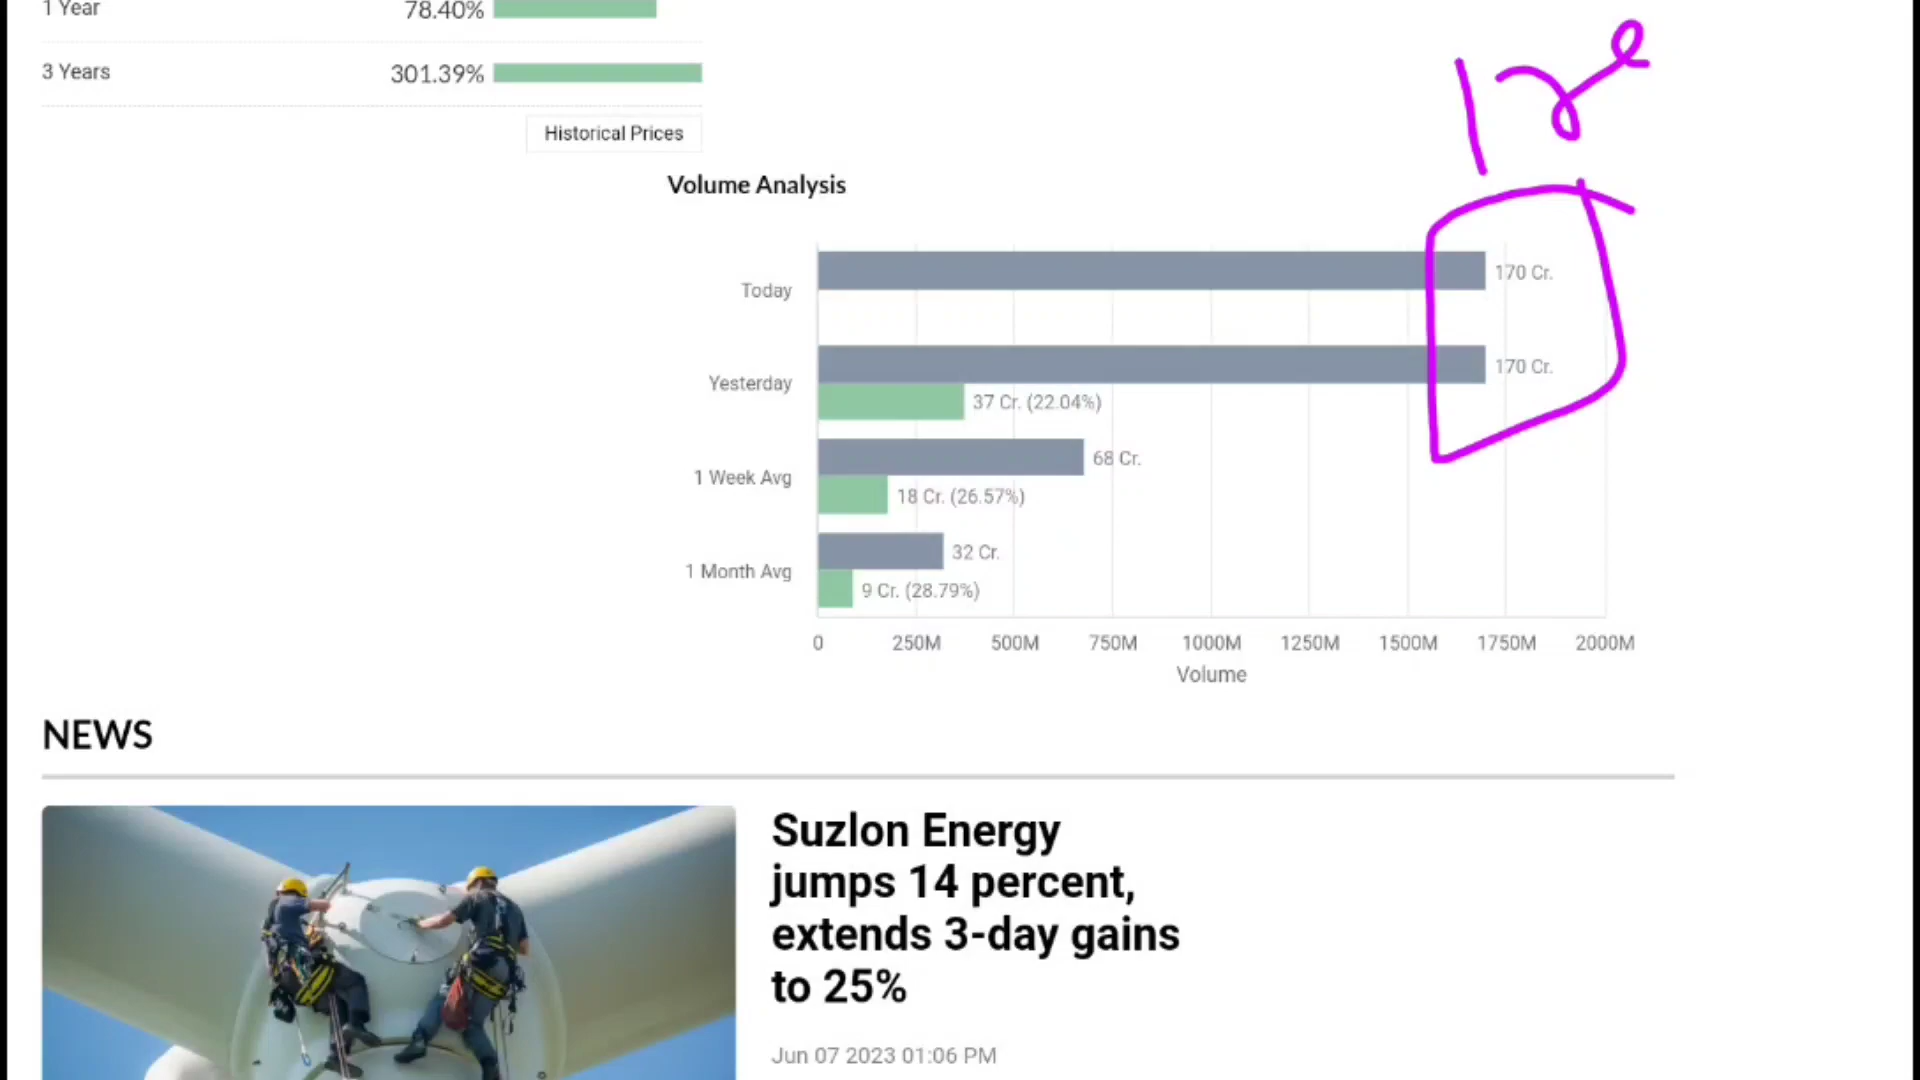 1 Year 78.40%
3 Years 301.39%
Historical Prices
Volume Analysis
Today 170 Cr.
Yesterday 170 Cr.
37 Cr. (22.04%)
1 Week Avg 68 Cr.
18 Cr. (26.57%)
1 Month Avg 32 Cr.
9 Cr. (28.79%)
0 250M 500M 750M 1000M 1250M 1500M 1750M 2000M
Volume
NEWS
Suzlon Energy
jumps 14 percent,
extends 3-day gains
to 25%
Jun 07 2023 01:06 PM